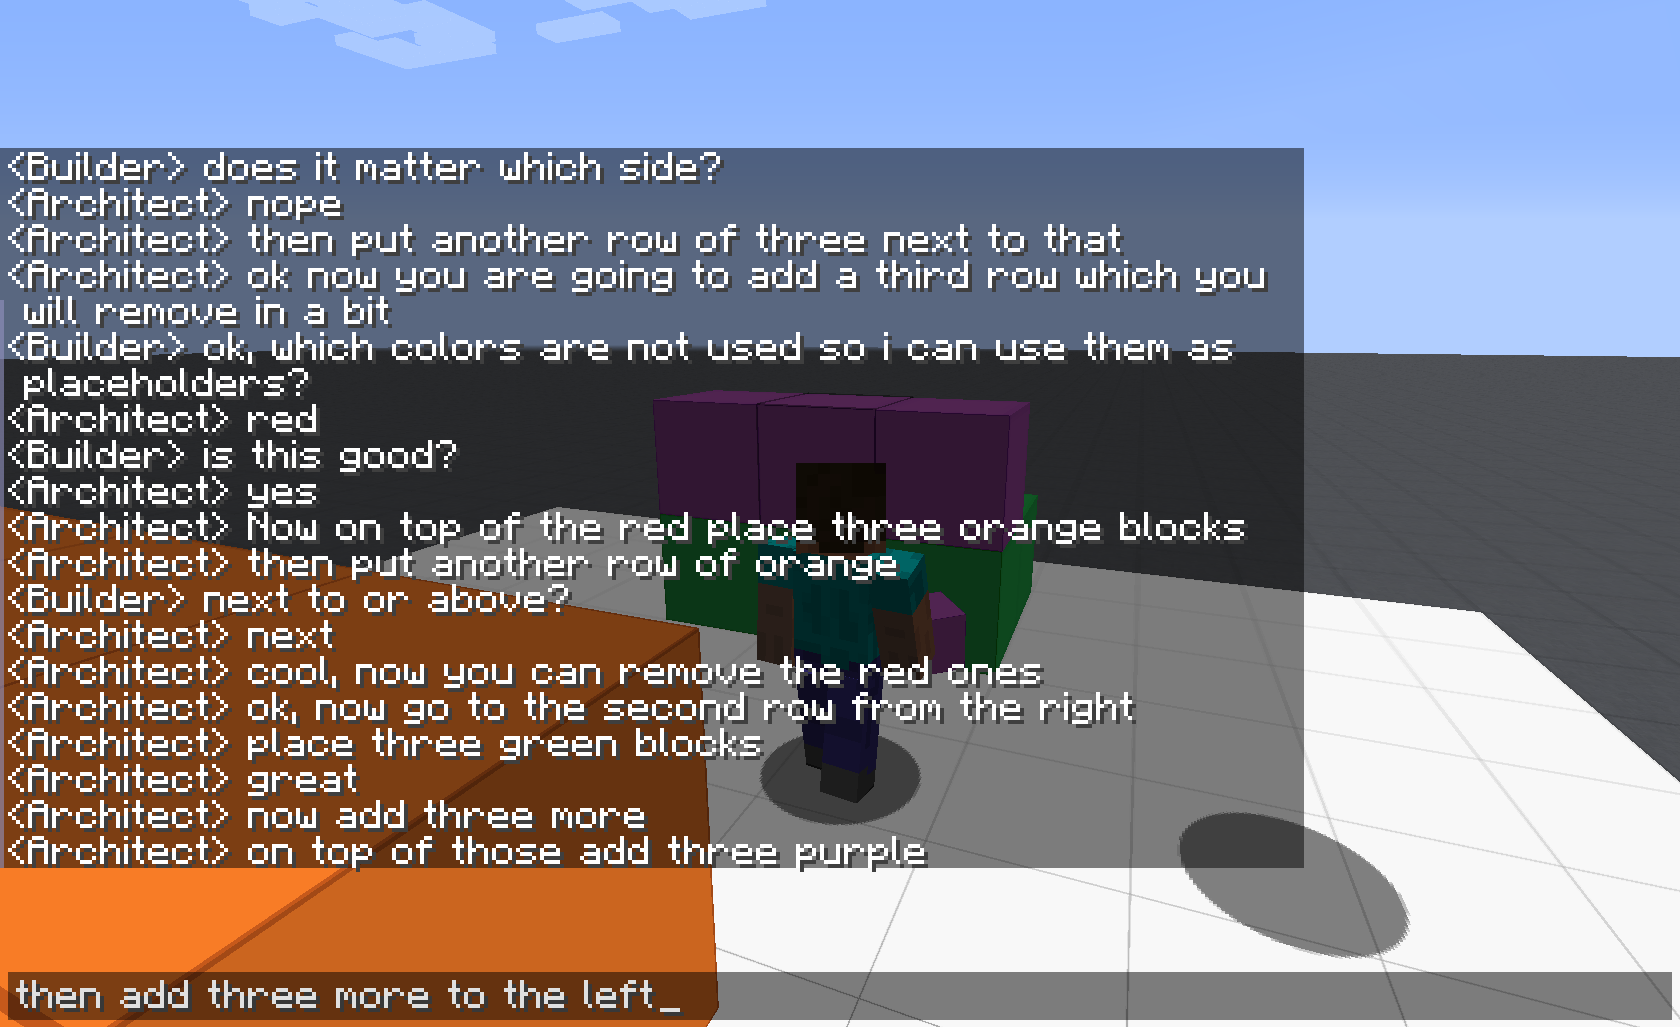 <Builder> does it matter which side?
<Architect> nope
<Architect> then put another row of three next to that
<Architect> ok now you are going to add a third row which you
will remove in a bit
<Builder> ok, which colors are not used so i can use them as
placeholders?
<Architect> red
<Builder> is this good?
<Architect> yes
<Architect> Now on top of the red place three orange blocks
<Architect> then put another row of orange
<Builder> next to or above?
<Architect> next
<Architect> cool, now you can remove the red ones
<Architect> ok, now go to the second row from the right
<Architect> place three green blocks
<Architect> great
<Architect> now add three more
<Architect> on top of those add three purple
then add three more to the left_